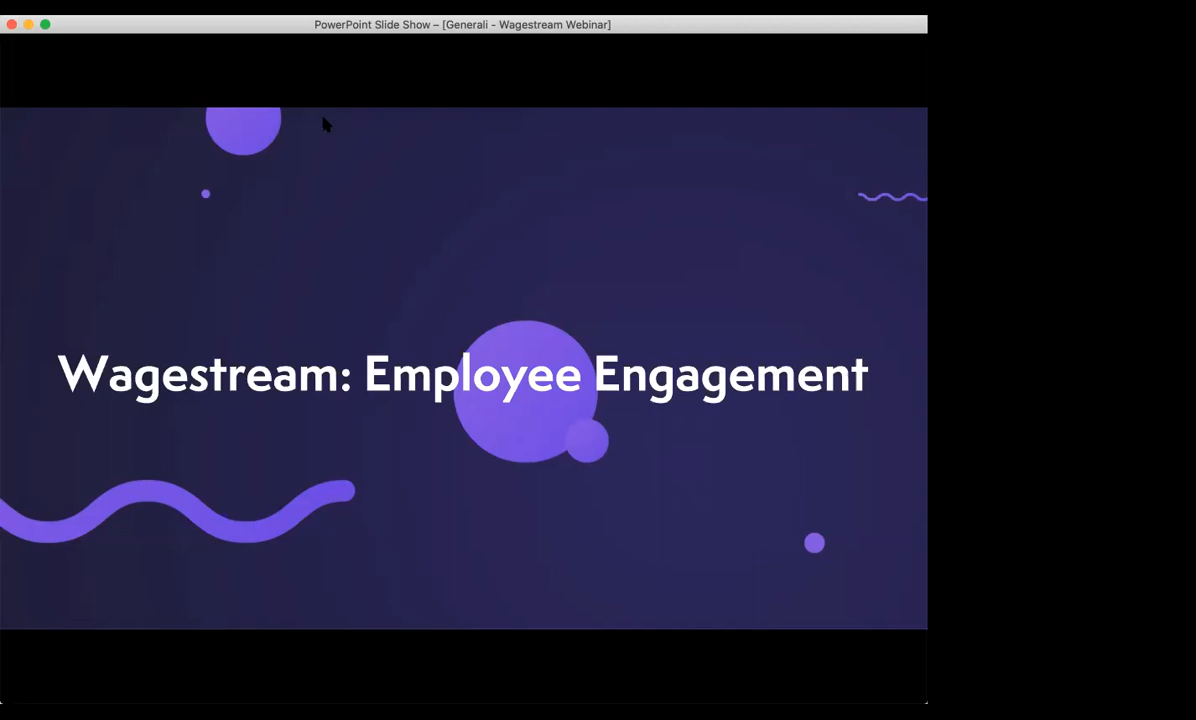 PowerPoint Slide Show – [Generali - Wagestream Webinar]
Wagestream: Employee Engagement